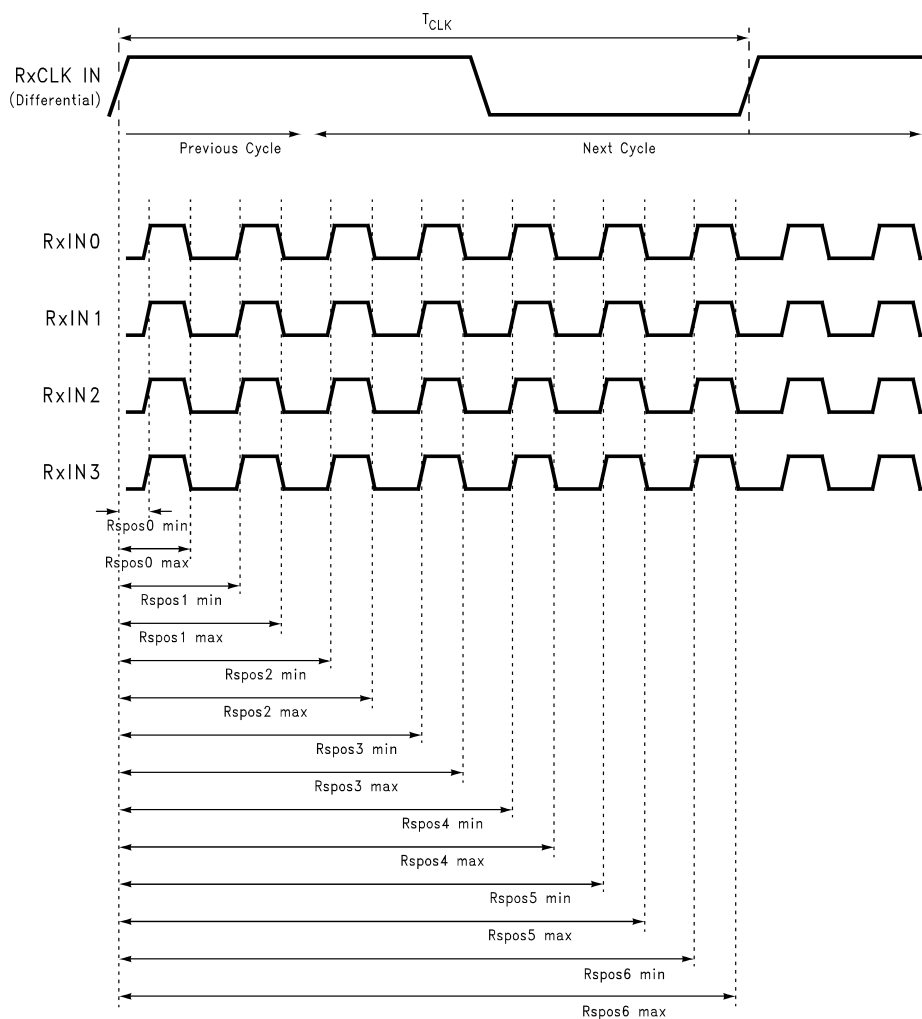 TCLK
RxCLK IN
(Differential)
Previous Cycle
Next Cycle
RxIN0
RxIN1
RxIN2
RxIN3
Rspos0 min
Rspos0 max
Rspos1 min
Rspos1 max
Rspos2 min
Rspos2 max
Rspos3 min
Rspos3 max
Rspos4 min
Rspos4 max
Rspos5 min
Rspos5 max
Rspos6 min
Rspos6 max